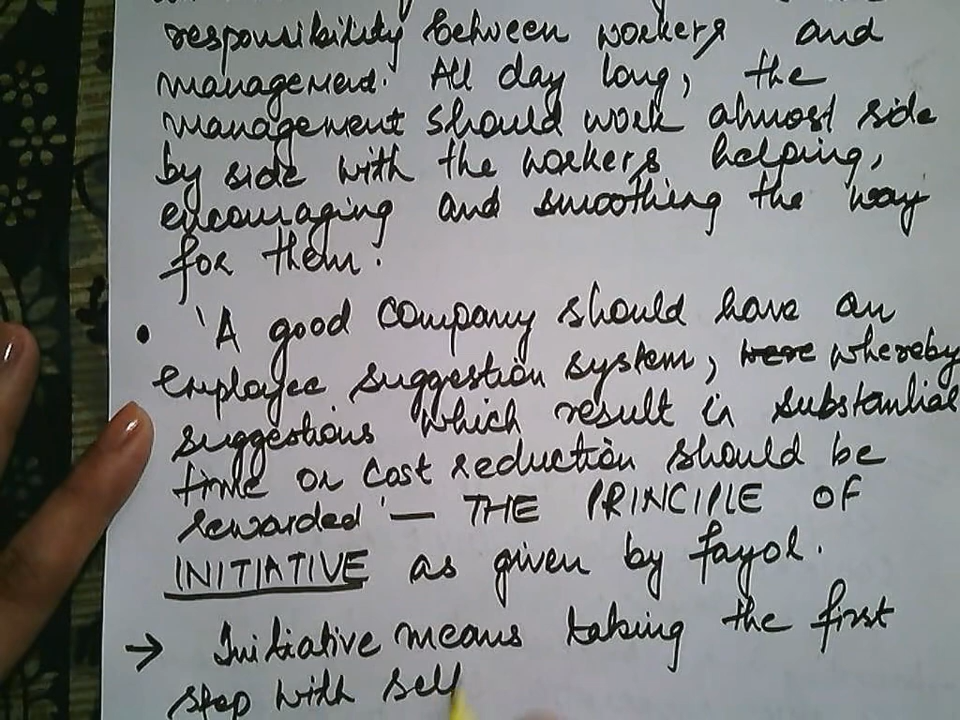 responsibility between workers and
management. All day long, the
management should work almost side
by side with the workers helping,
encouraging and smoothing the way
for them.
• 'A good company should have an
employee suggestion system, were whereby
suggestions which result in substantial
time or cost reduction should be
rewarded' — THE PRINCIPLE OF
INITIATIVE as given by fayol.
→ Initiative means taking the first
step with self